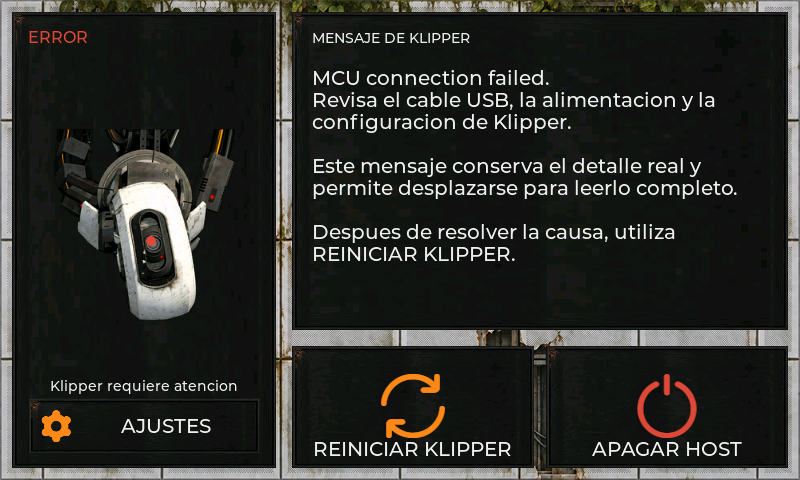 ERROR
Klipper requiere atencion
AJUSTES
MENSAJE DE KLIPPER
MCU connection failed.
Revisa el cable USB, la alimentacion y la
configuracion de Klipper.
Este mensaje conserva el detalle real y
permite desplazarse para leerlo completo.
Despues de resolver la causa, utiliza
REINICIAR KLIPPER.
REINICIAR KLIPPER
APAGAR HOST